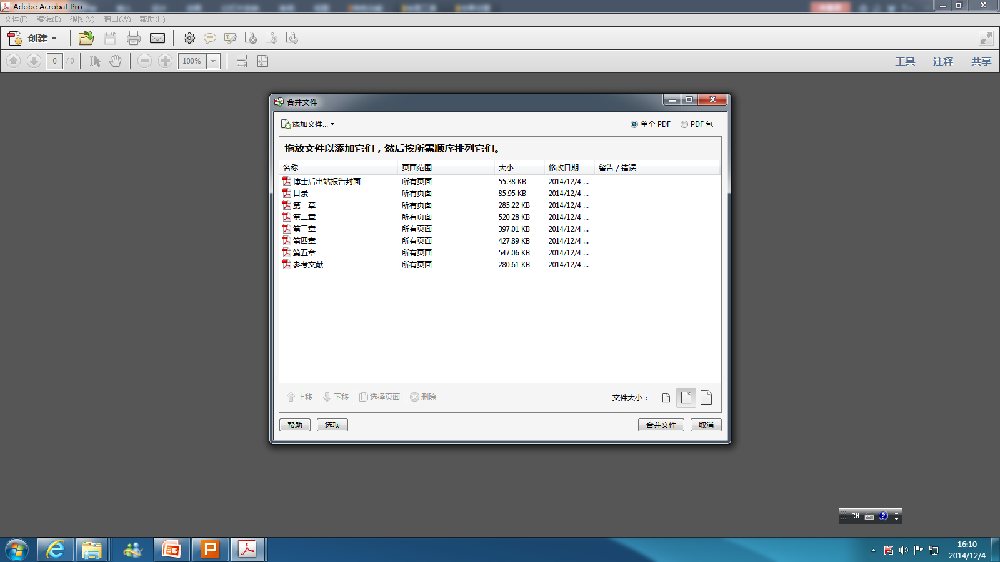 Adobe Acrobat Pro
文件(F) 编辑(E) 视图(V) 窗口(W) 帮助(H)
创建
0 / 0 100% 工具 注释 共享
合并文件
添加文件... 单个 PDF PDF 包
拖放文件以添加它们，然后按所需顺序排列它们。
名称 页面范围 大小 修改日期 警告 / 错误
博士后出站报告封面 所有页面 55.38 KB 2014/12/4 ...
目录 所有页面 85.95 KB 2014/12/4 ...
第一章 所有页面 285.22 KB 2014/12/4 ...
第二章 所有页面 520.28 KB 2014/12/4 ...
第三章 所有页面 397.01 KB 2014/12/4 ...
第四章 所有页面 427.89 KB 2014/12/4 ...
第五章 所有页面 547.06 KB 2014/12/4 ...
参考文献 所有页面 280.61 KB 2014/12/4 ...
上移 下移 选择页面 删除 文件大小：
帮助 选项 合并文件 取消
CH
16:10
2014/12/4